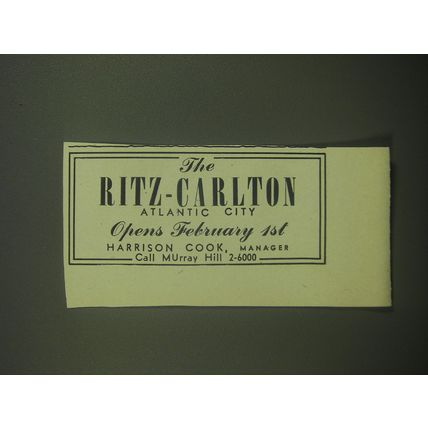 The
RITZ-CARLTON
ATLANTIC CITY
Opens February 1st
HARRISON COOK, MANAGER
Call MUrray Hill 2-6000